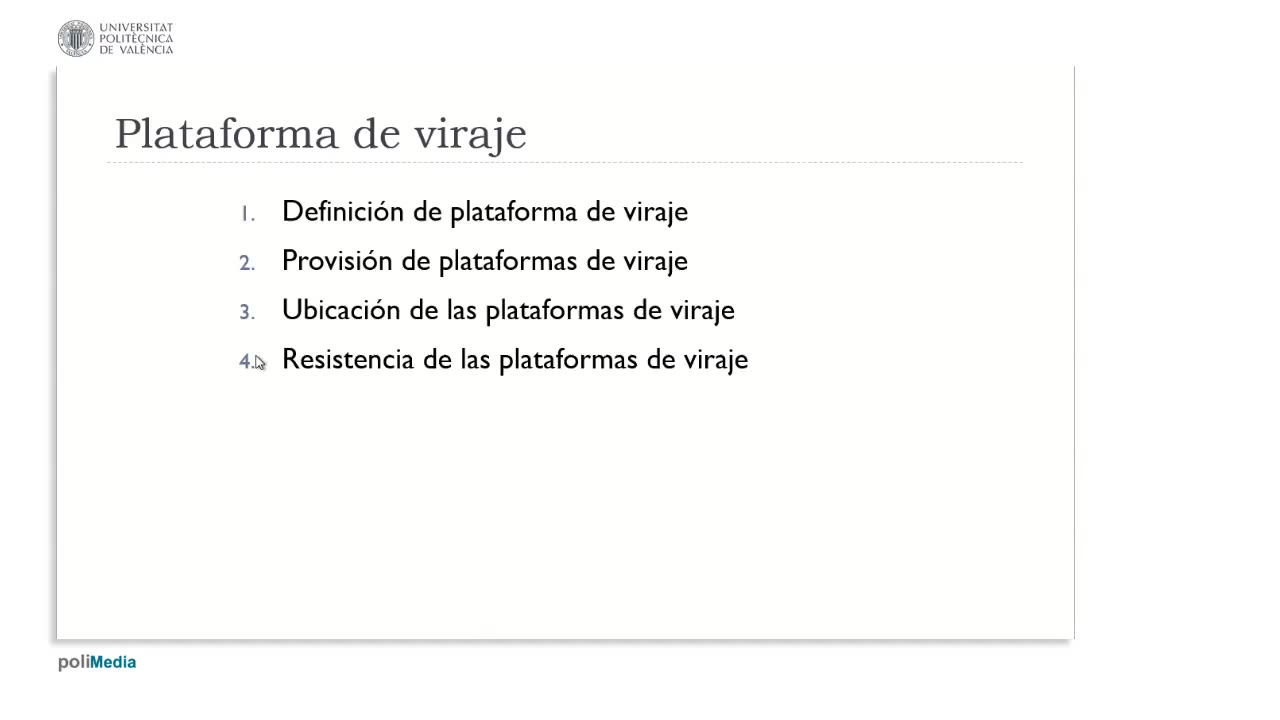 UNIVERSITAT
POLITÈCNICA
DE VALÈNCIA
Plataforma de viraje
1. Definición de plataforma de viraje
2. Provisión de plataformas de viraje
3. Ubicación de las plataformas de viraje
4. Resistencia de las plataformas de viraje
poliMedia